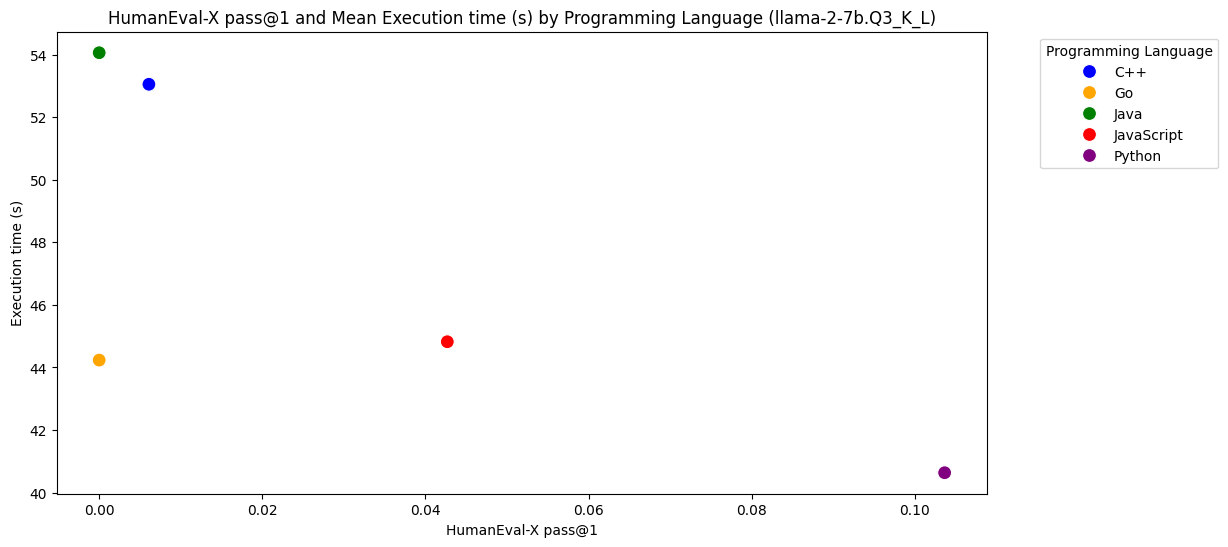 HumanEval-X pass@1 and Mean Execution time (s) by Programming Language (llama-2-7b.Q3_K_L)
Programming Language
C++
Go
Java
JavaScript
Python
Execution time (s)
54
52
50
48
46
44
42
40
0.00
0.02
0.04
0.06
0.08
0.10
HumanEval-X pass@1